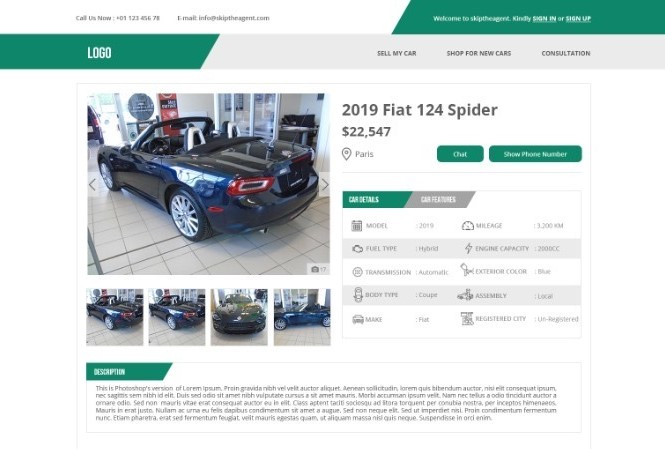 Call Us Now : +01 123 456 78 E-mail: info@skiptheagent.com Welcome to skiptheagent. Kindly SIGN IN or SIGN UP
LOGO SELL MY CAR SHOP FOR NEW CARS CONSULTATION
2019 Fiat 124 Spider
$22,547
Paris Chat Show Phone Number
CAR DETAILS CAR FEATURES
MODEL : 2019 MILEAGE : 3,200 KM
FUEL TYPE : Hybrid ENGINE CAPACITY : 2000CC
TRANSMISSION : Automatic EXTERIOR COLOR : Blue
BODY TYPE : Coupe ASSEMBLY : Local
MAKE : Fiat REGISTERED CITY : Un-Registered
17
DESCRIPTION
This is Photoshop's version of Lorem Ipsum. Proin gravida nibh vel velit auctor aliquet. Aenean sollicitudin, lorem quis bibendum auctor, nisi elit consequat ipsum,
nec sagittis sem nibh id elit. Duis sed odio sit amet nibh vulputate cursus a sit amet mauris. Morbi accumsan ipsum velit. Nam nec tellus a odio tincidunt auctor a
ornare odio. Sed non mauris vitae erat consequat auctor eu in elit. Class aptent taciti sociosqu ad litora torquent per conubia nostra, per inceptos himenaeos.
Mauris in erat justo. Nullam ac urna eu felis dapibus condimentum sit amet a augue. Sed non neque elit. Sed ut imperdiet nisi. Proin condimentum fermentum
nunc. Etiam pharetra, erat sed fermentum feugiat, velit mauris egestas quam, ut aliquam massa nisl quis neque. Suspendisse in orci enim.